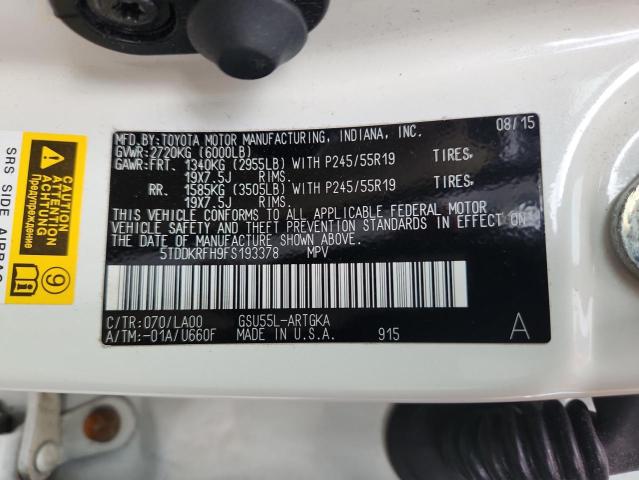 MFD.BY:TOYOTA MOTOR MANUFACTURING, INDIANA, INC. 08/15
GVWR:2720KG (6000LB)
GAWR:FRT. 1340KG (2955LB) WITH P245/55R19 TIRES,
19X7.5J RIMS.
RR. 1585KG (3505LB) WITH P245/55R19 TIRES,
19X7.5J RIMS.
THIS VEHICLE CONFORMS TO ALL APPLICABLE FEDERAL MOTOR
VEHICLE SAFETY AND THEFT PREVENTION STANDARDS IN EFFECT ON
THE DATE OF MANUFACTURE SHOWN ABOVE.
5TDDKRFH9FS193378 MPV
C/TR:070/LA00 GSU55L-ARTGKA
A/TM:-01A/U660F MADE IN U.S.A. 915 A
CAUTION
ATTENTION
ACHTUNG
Предупреждение
9
SRS SIDE